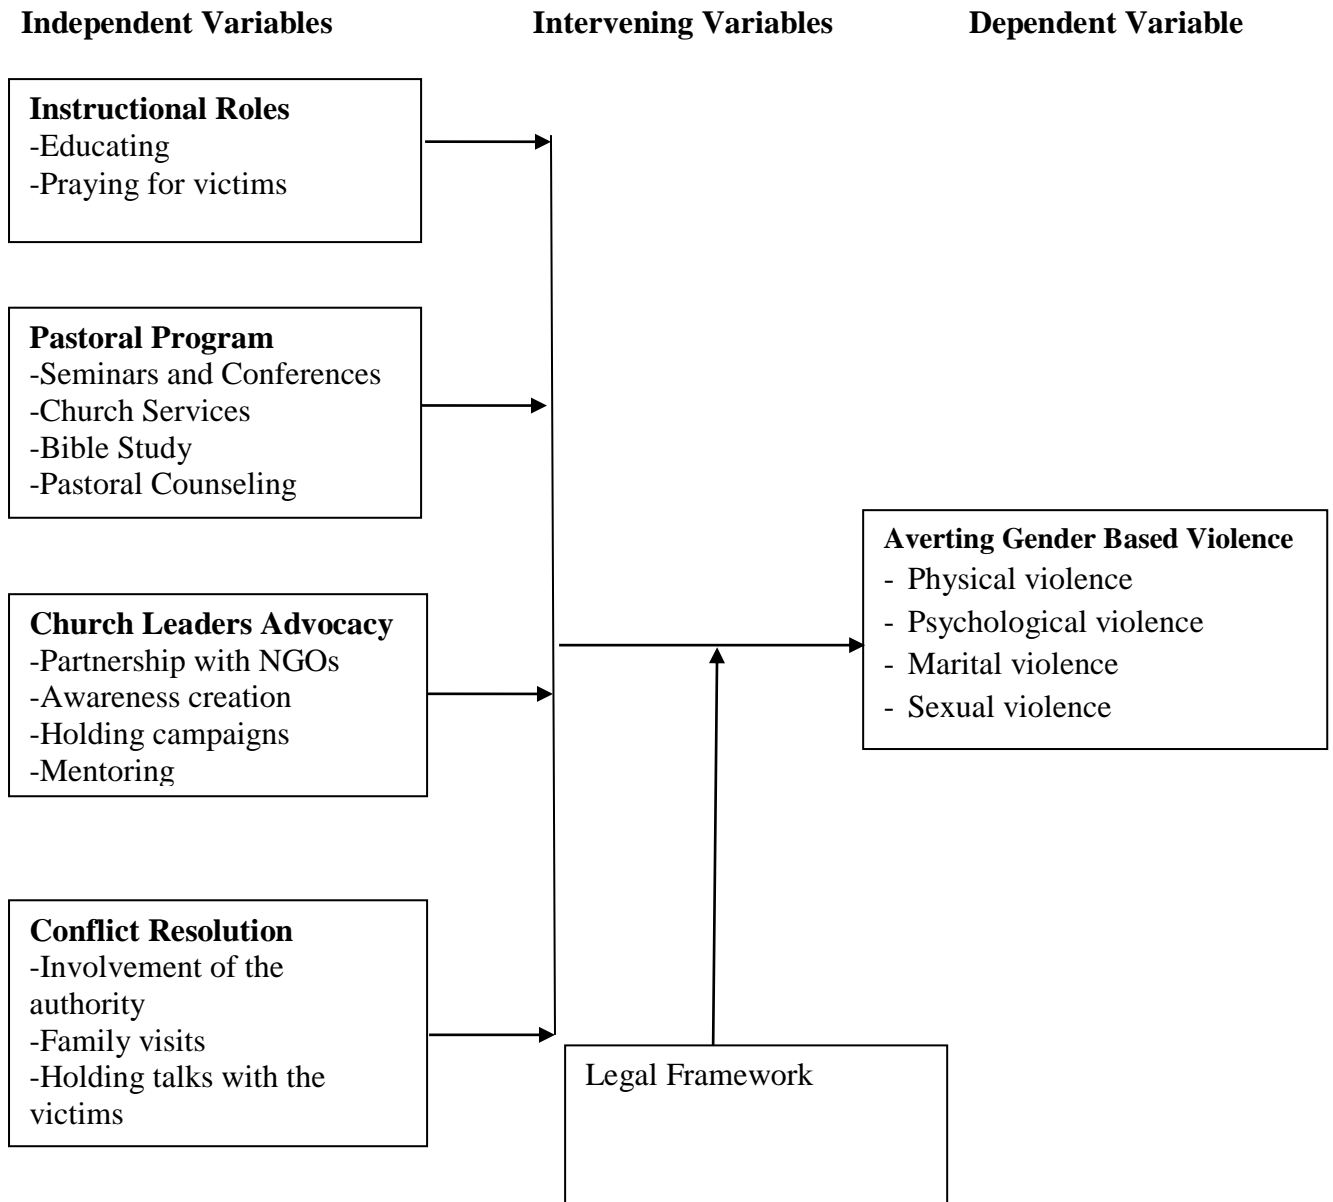 Independent Variables Intervening Variables Dependent Variable
Instructional Roles
-Educating
-Praying for victims
Pastoral Program
-Seminars and Conferences
-Church Services
-Bible Study
-Pastoral Counseling
Church Leaders Advocacy
-Partnership with NGOs
-Awareness creation
-Holding campaigns
-Mentoring
Conflict Resolution
-Involvement of the
authority
-Family visits
-Holding talks with the
victims
Legal Framework
Averting Gender Based Violence
- Physical violence
- Psychological violence
- Marital violence
- Sexual violence